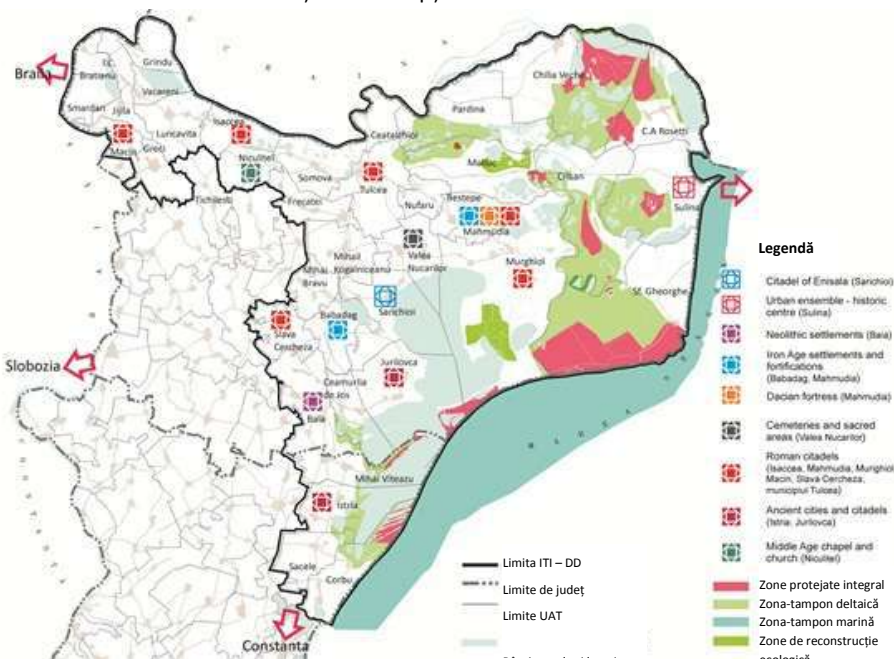 Braila
I.C.
Bratianu
Grindu
Vacareni
Smardan
Jijila
Luncavita
Isaccea
Macin
Greci
Niculitel
Tichilesti
Frecatei
Somova
Tulcea
Ceatalchioi
Pardina
Chilia Veche
C.A Rosetti
Maliuc
Crisan
Sulina
Nufaru
Bestepe
Mahmudia
Valea
Nucarilor
Mihail
Kogalniceanu
Mihai
Bravu
Murghiol
Sf. Gheorghe
Babadag
Sarichioi
Slava
Cercheza
Slobozia
Jurilovca
Ceamurlia
de Jos
Baia
Mihai Viteazu
Istria
Sacele
Corbu
Constanta
Limita ITI – DD
Limite de județ
Limite UAT
Legendă
Citadel of Enisala (Sarichioi)
Urban ensemble - historic
centre (Sulina)
Neolithic settlements (Baia)
Iron Age settlements and
fortifications
(Babadag, Mahmudia)
Dacian fortress (Mahmudia)
Cemeteries and sacred
areas (Valea Nucarilor)
Roman citadels
(Isaccea, Mahmudia, Murghiol
Macin, Slava Cercheza,
municipiul Tulcea)
Ancient cities and citadels
(Istria, Jurilovca)
Middle Age chapel and
church (Niculitel)
Zone protejate integral
Zona-tampon deltaică
Zona-tampon marină
Zone de reconstrucție
ecologică